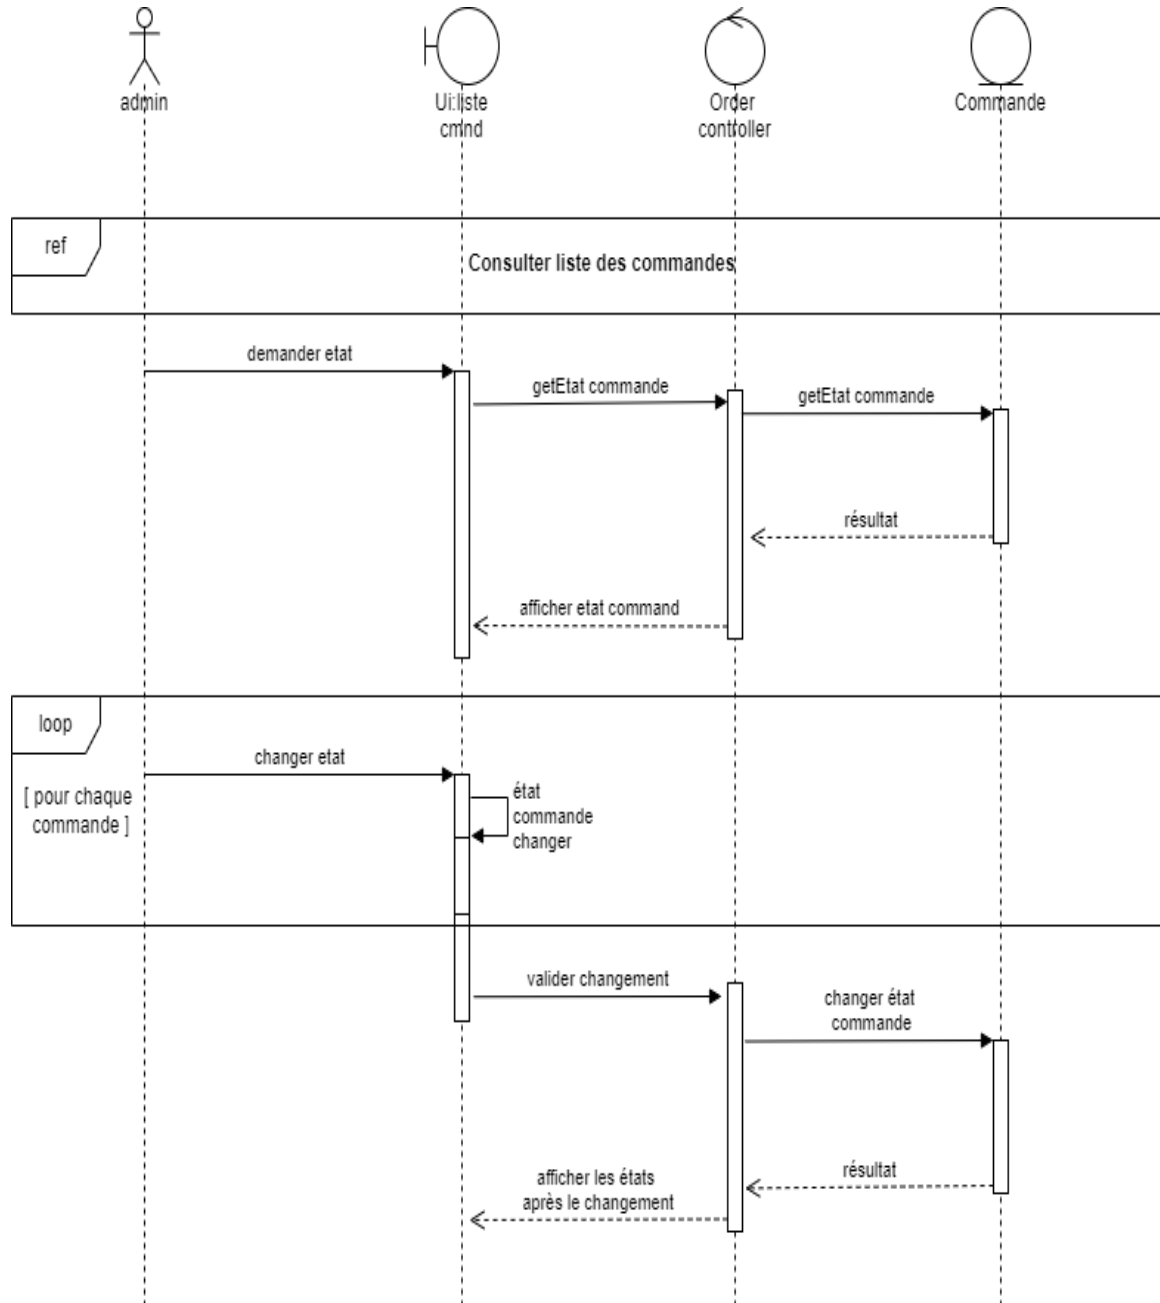 admin
Ui:liste
cmnd
Order
controller
Commande
ref
Consulter liste des commandes
demander etat
getEtat commande
getEtat commande
résultat
afficher etat command
loop
changer etat
[ pour chaque
commande ]
état
commande
changer
valider changement
changer état
commande
résultat
afficher les états
après le changement